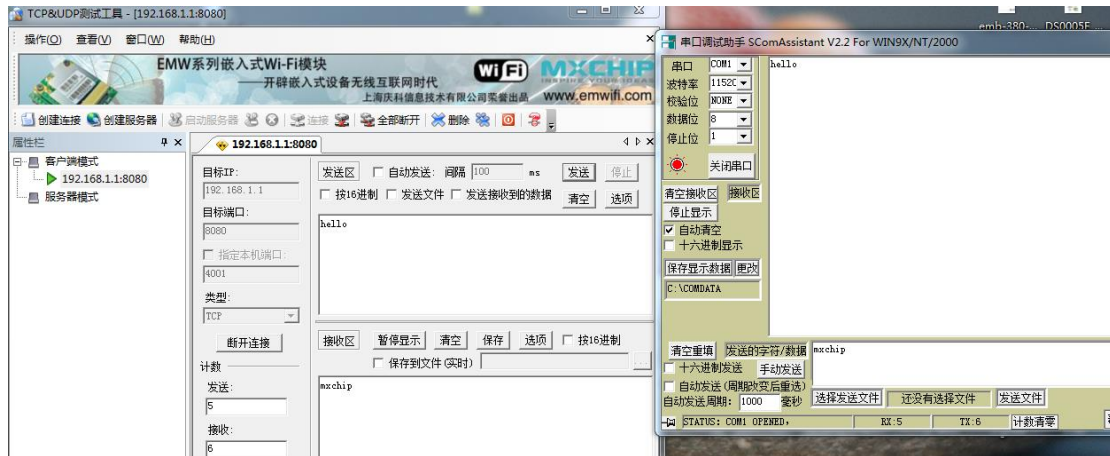 TCP&UDP测试工具 - [192.168.1.1:8080]
操作(O) 查看(V) 窗口(W) 帮助(H)
EMW系列嵌入式Wi-Fi模块
——开辟嵌入式设备无线互联网时代
上海庆科信息技术有限公司荣誉出品
Wi Fi
MXCHIP
www.emwifi.com
创建连接 创建服务器 启动服务器 连接 全部断开 删除
属性栏
客户端模式
192.168.1.1:8080
服务器模式
192.168.1.1:8080
目标IP:
192.168.1.1
目标端口:
8080
指定本机端口:
4001
类型:
TCP
断开连接
计数
发送:
5
接收:
6
发送区 自动发送: 间隔 100 ms 发送 停止
按16进制 发送文件 发送接收到的数据 清空 选项
hello
接收区 暂停显示 清空 保存 选项 按16进制
保存到文件(实时)
mxchip
串口调试助手 SComAssistant V2.2 For WIN9X/NT/2000
串口 COM1
波特率 1152
校验位 NONE
数据位 8
停止位 1
关闭串口
清空接收区 接收区
停止显示
自动清空
十六进制显示
保存显示数据 更改
C:\COMDATA
hello
清空重填 发送的字符/数据
mxchip
十六进制发送 手动发送
自动发送(周期改变后重选)
自动发送周期: 1000 毫秒 选择发送文件 还没有选择文件 发送文件
STATUS: COM1 OPENED, RX:5 TX:6 计数清零